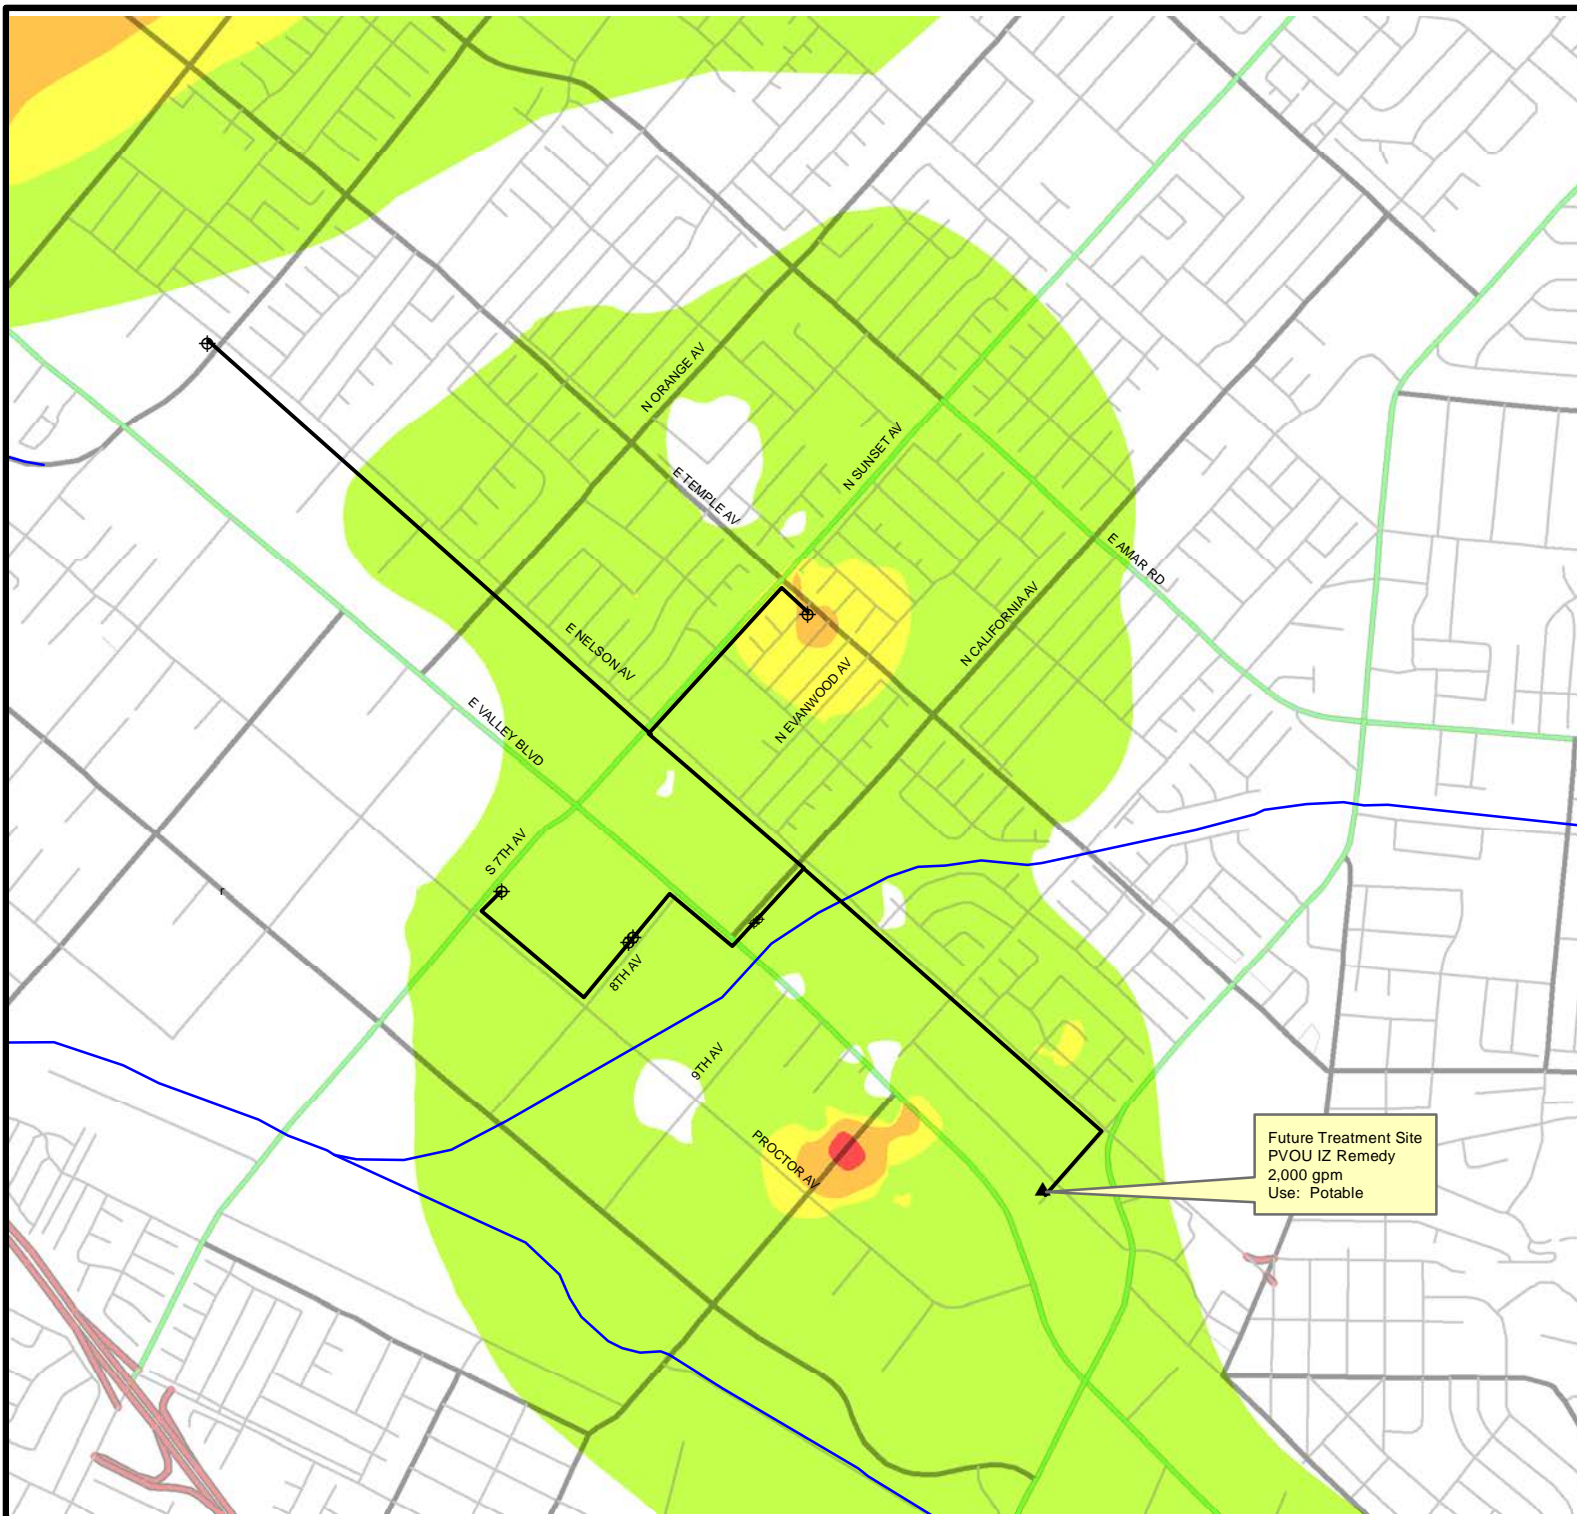 N ORANGE AV
N SUNSET AV
E TEMPLE AV
E AMAR RD
N CALIFORNIA AV
E NELSON AV
N EVANWOOD AV
E VALLEY BLVD
S 7TH AV
r
8TH AV
9TH AV
PROCTOR AV
Future Treatment Site
PVOU IZ Remedy
2,000 gpm
Use: Potable